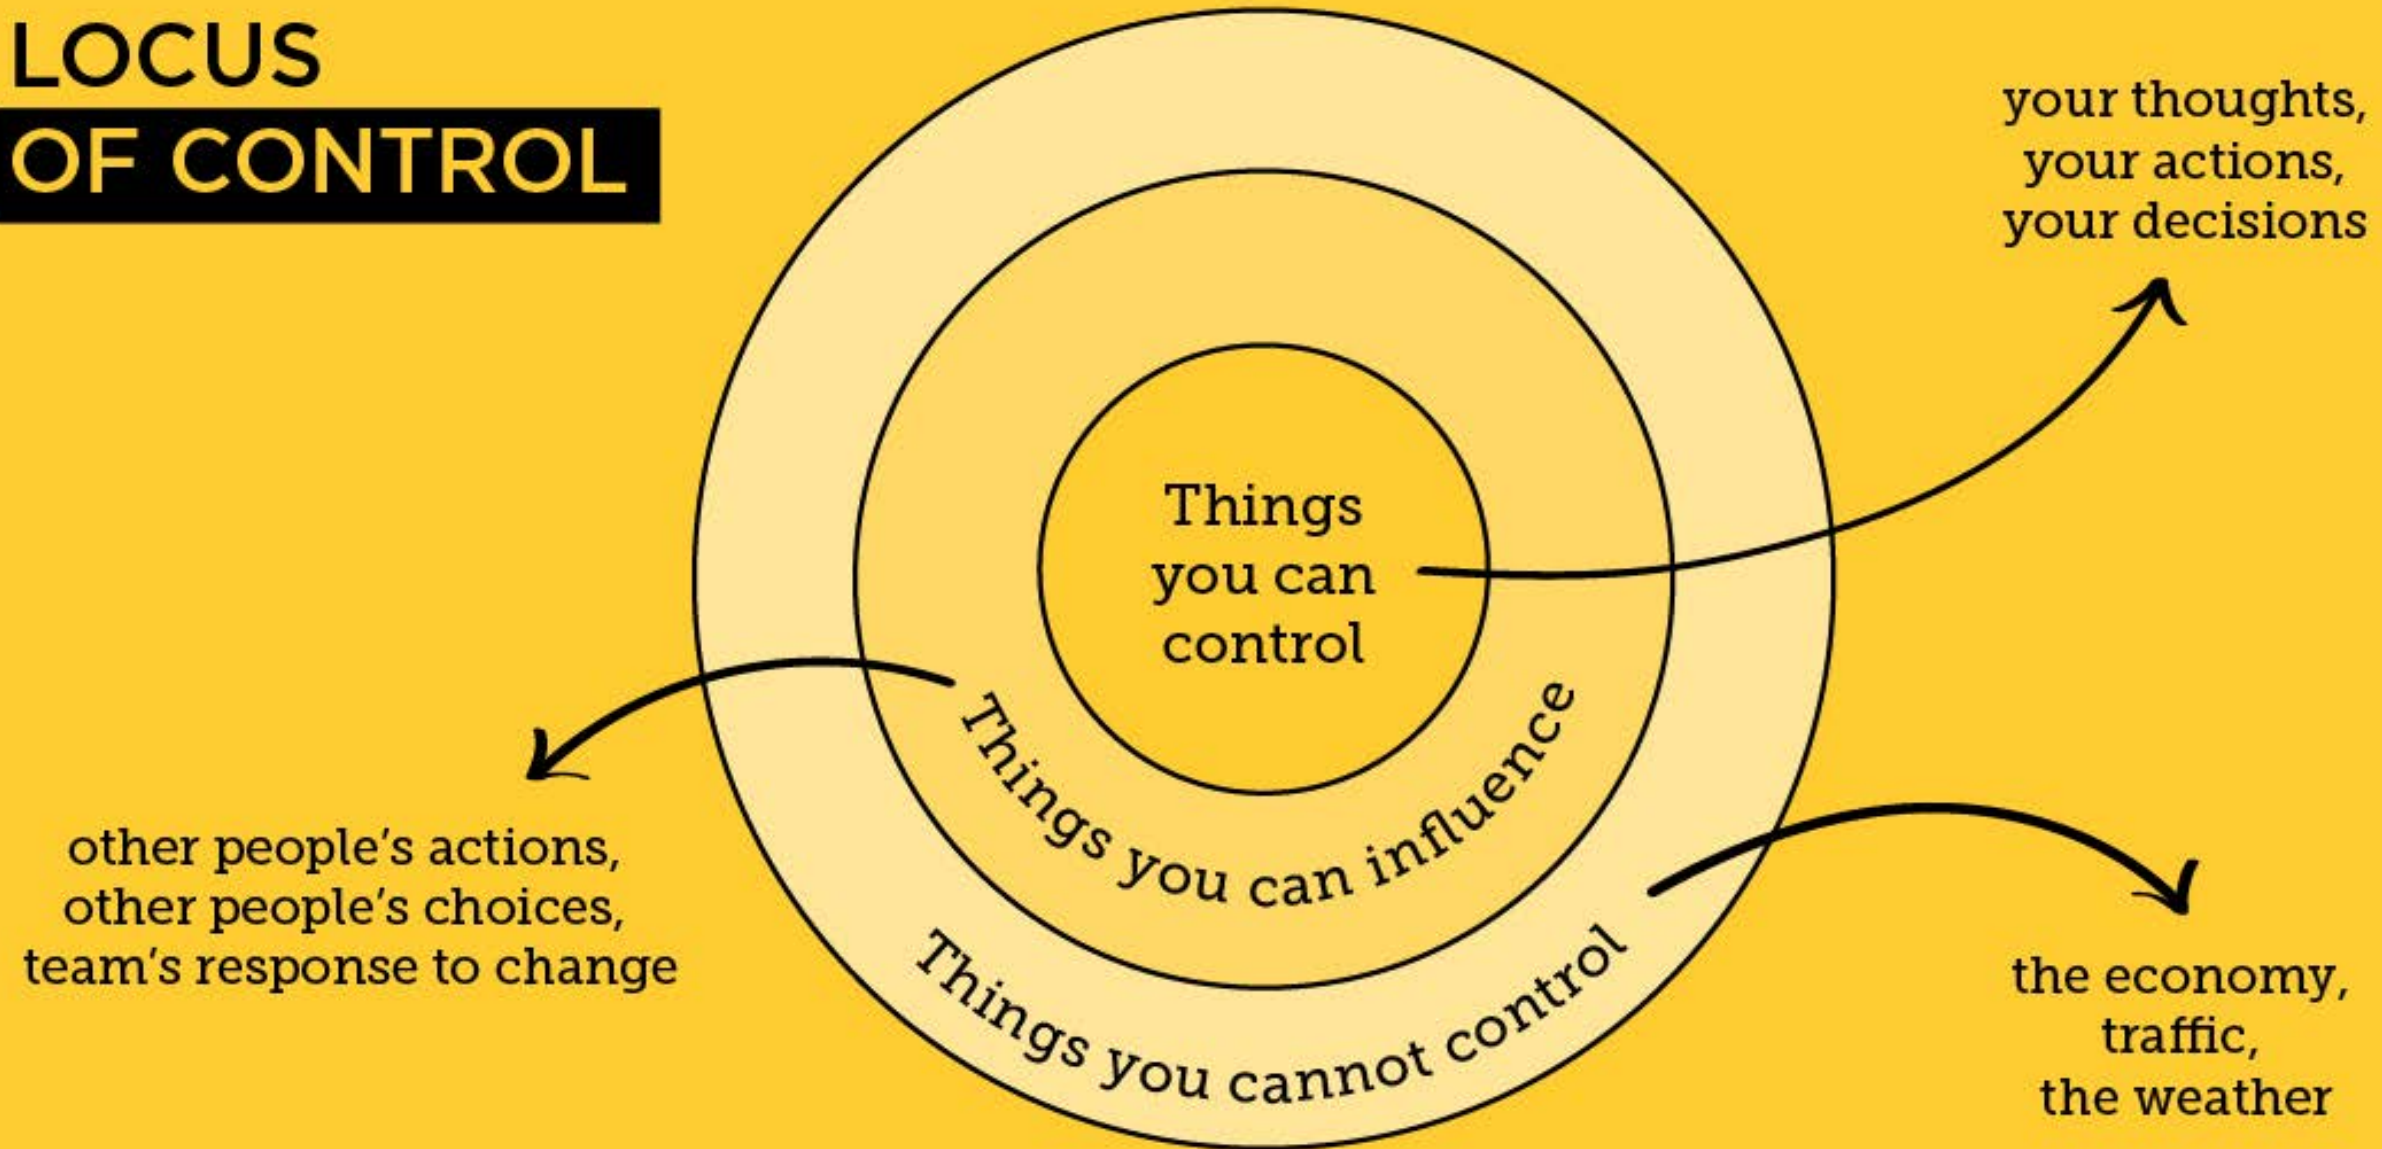 LOCUS
OF CONTROL
your thoughts,
your actions,
your decisions
Things
you can
control
Things you can influence
Things you cannot control
other people's actions,
other people's choices,
team's response to change
the economy,
traffic,
the weather